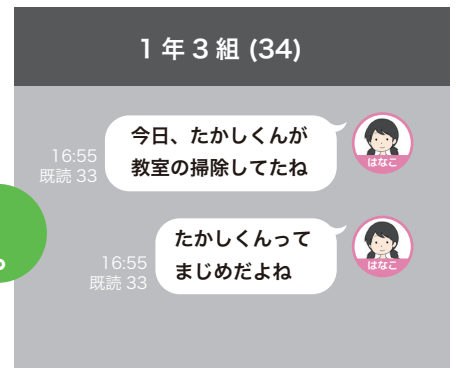 1年3組 (34)
今日、たかしくんが
教室の掃除してたね
16:55
既読 33
はなこ
たかしくんって
まじめだよね
16:55
既読 33
はなこ